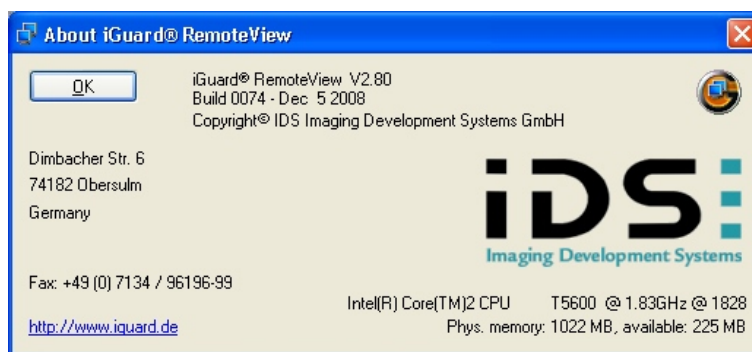 About iGuard® RemoteView
OK
iGuard® RemoteView V2.80
Build 0074 - Dec 5 2008
Copyright© IDS Imaging Development Systems GmbH
Dimbacher Str. 6
74182 Obersulm
Germany
iDS
Imaging Development Systems
Fax: +49 (0) 7134 / 96196-99
Intel(R) Core(TM)2 CPU T5600 @ 1.83GHz @ 1828
http://www.iguard.de
Phys. memory: 1022 MB, available: 225 MB